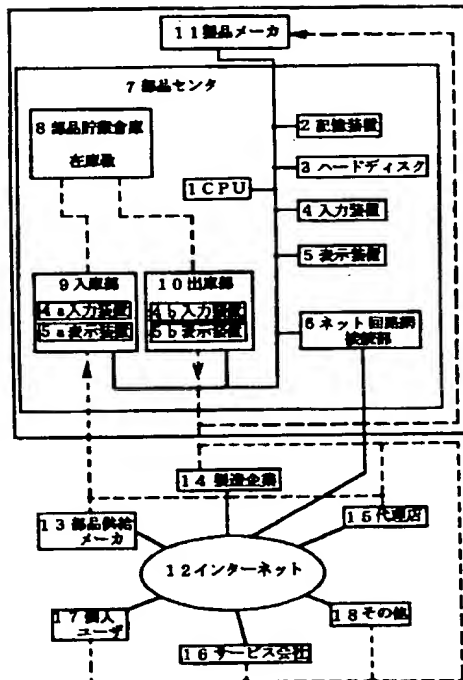 11製品メーカ
7部品センタ
8部品貯蔵倉庫
在庫数
2記憶装置
3ハードディスク
1CPU
4入力装置
5表示装置
9入庫部
4a入力装置
5a表示装置
10出庫部
4b入力装置
5b表示装置
6ネット回路網
接続部
14製造企業
13部品供給
メーカ
15代理店
12インターネット
17個人
ユーザ
18その他
16サービス会社